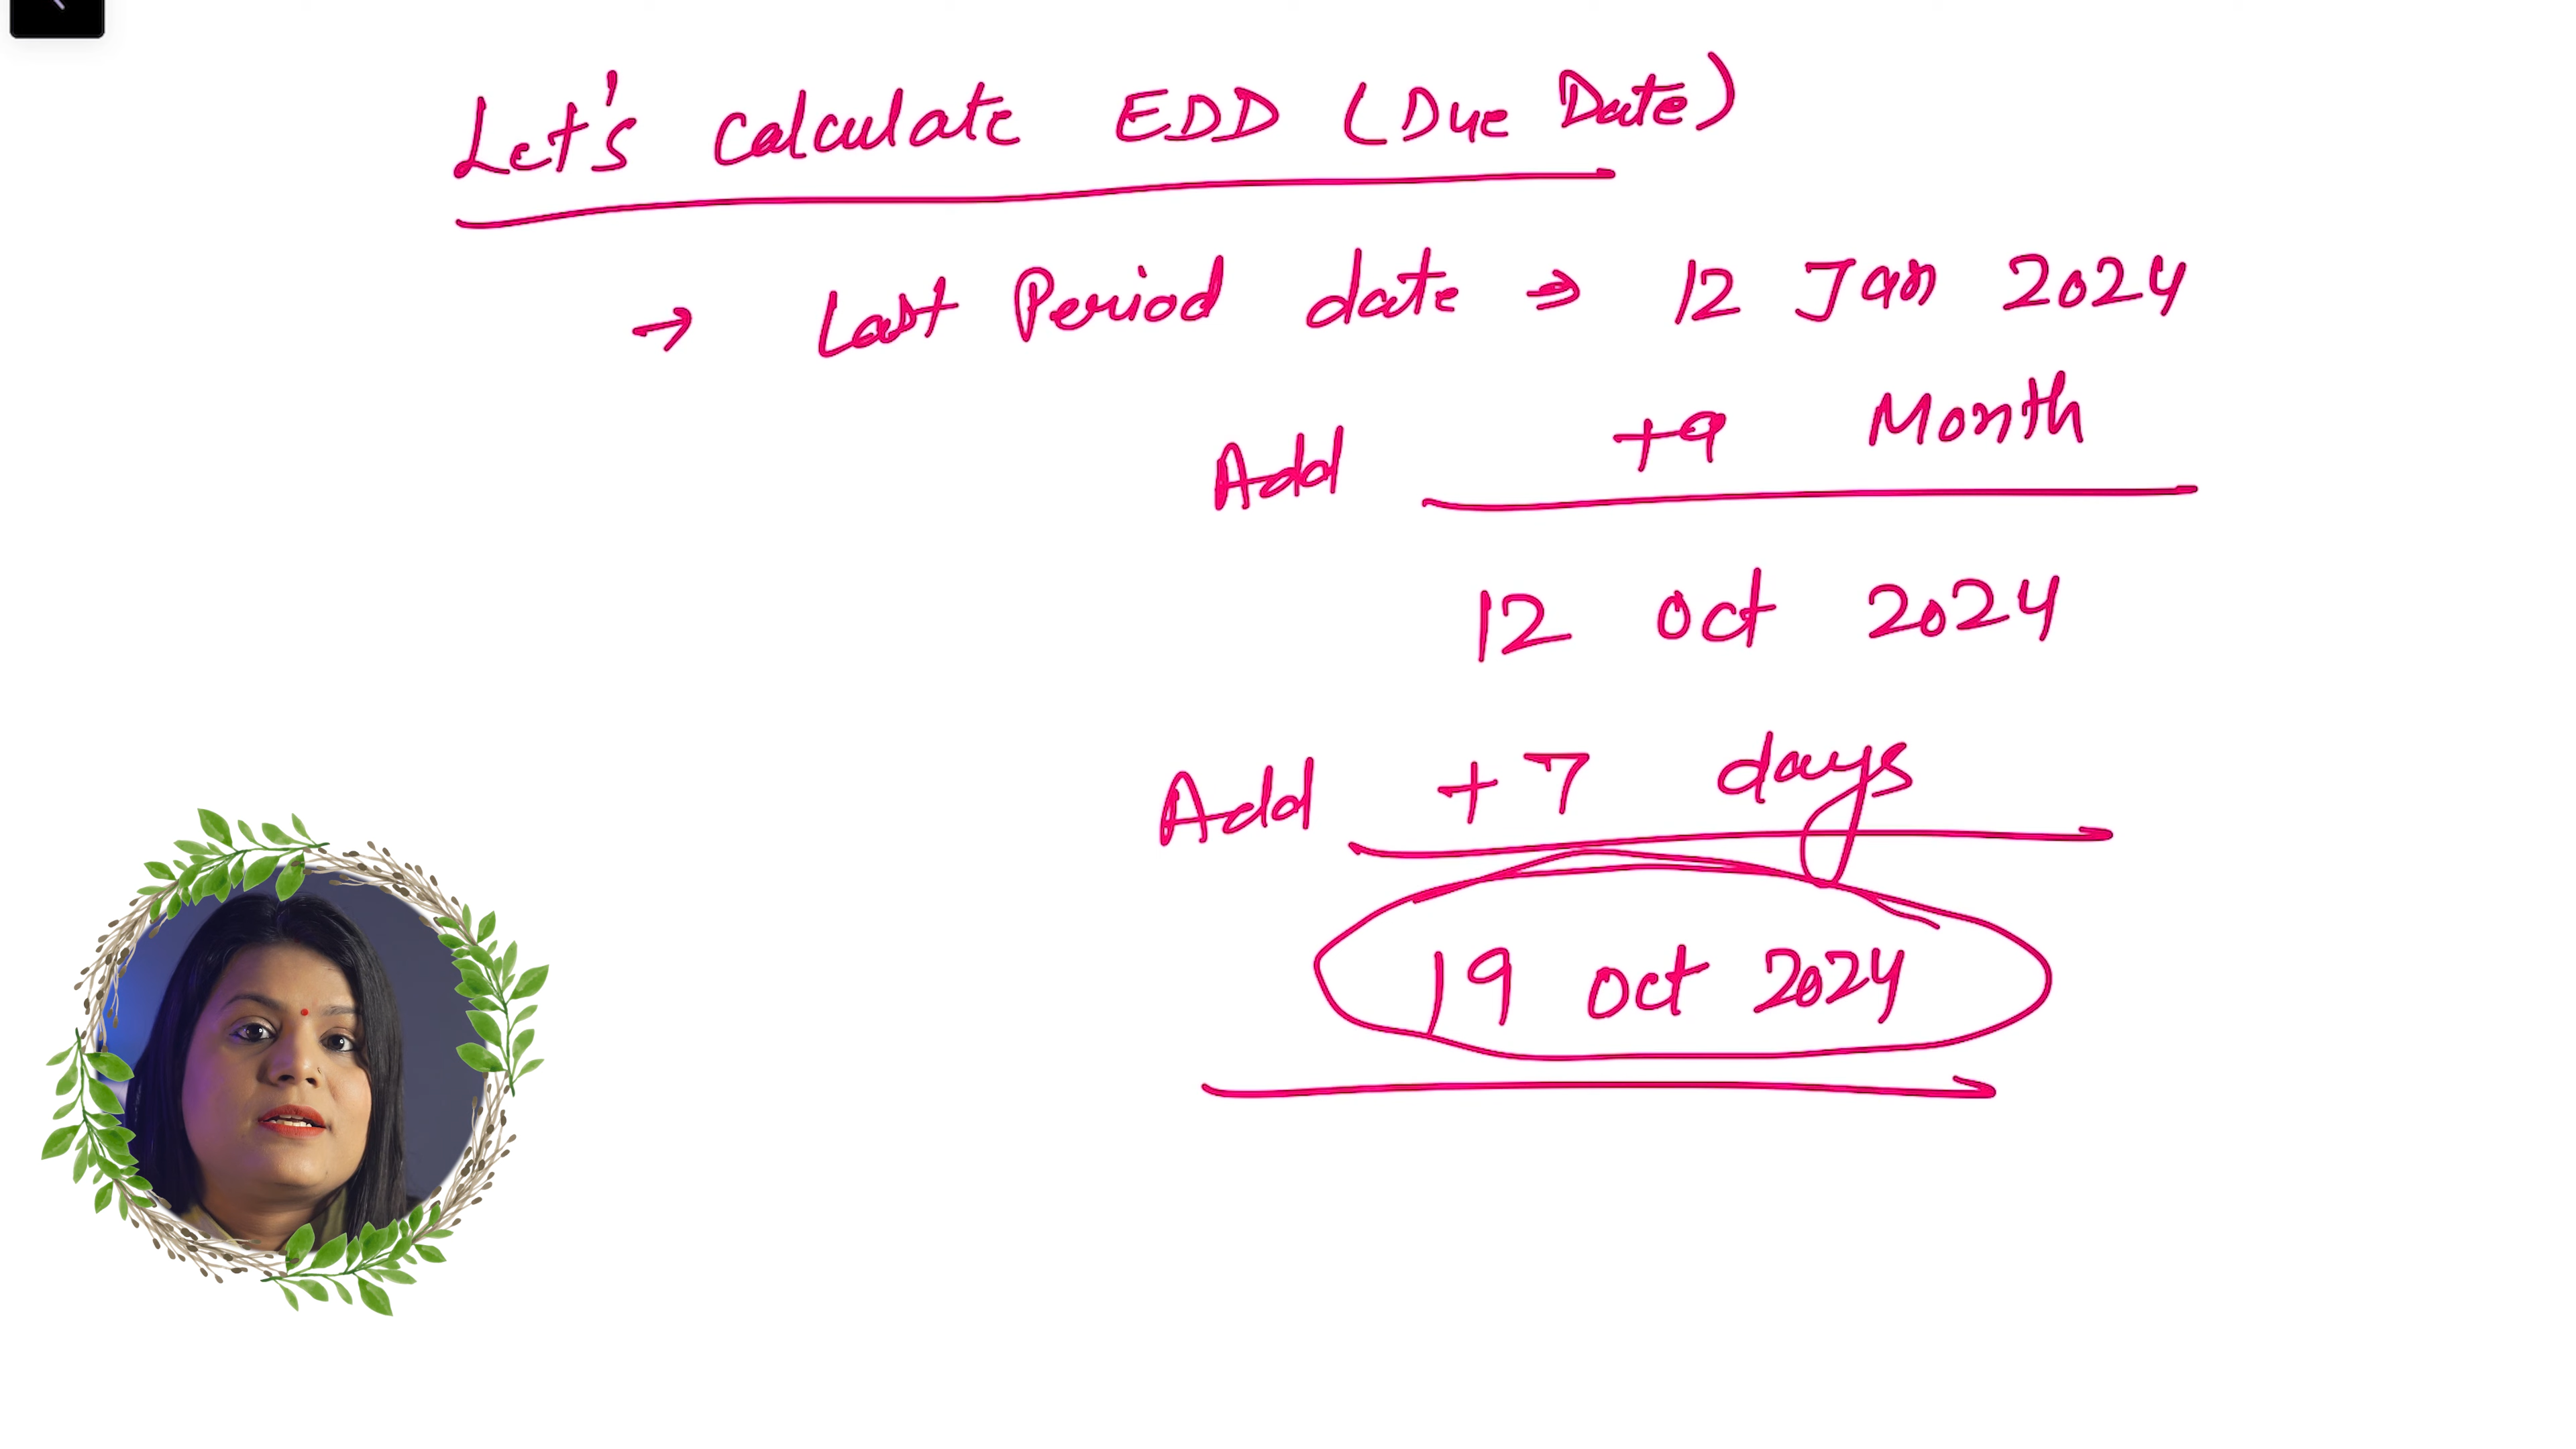 Let's calculate EDD (Due Date)
→ Last Period date ⇒ 12 Jan 2024
Add +9 Month
12 Oct 2024
Add +7 days
19 Oct 2024